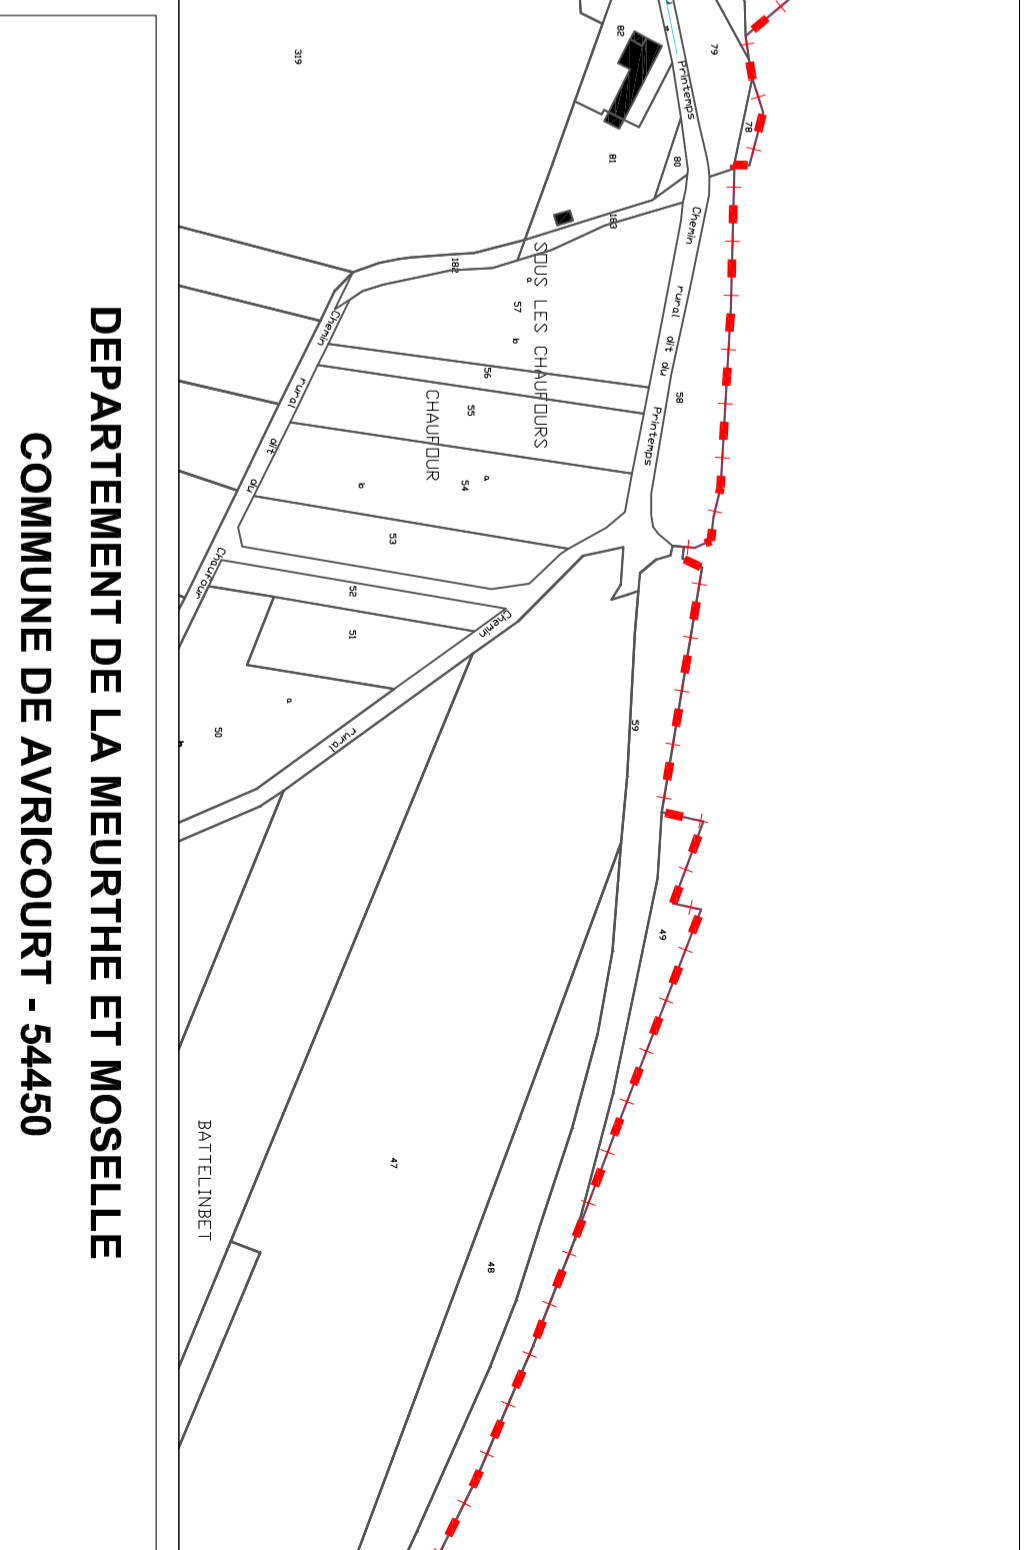 DEPARTEMENT DE LA MEURTHE ET MOSELLE
COMMUNE DE AVRICOURT - 54450
319
82
79
Printemps
78
81
80
183
182
SOUS LES CHAUFOURS
a
57
b
Chemin rural dit du Printemps
58
56
55
CHAUFOUR
a
54
b
53
Chemin rural dit du Chaufour
52
51
a
50
b
Chemin rural
59
49
47
48
BATTELINBET